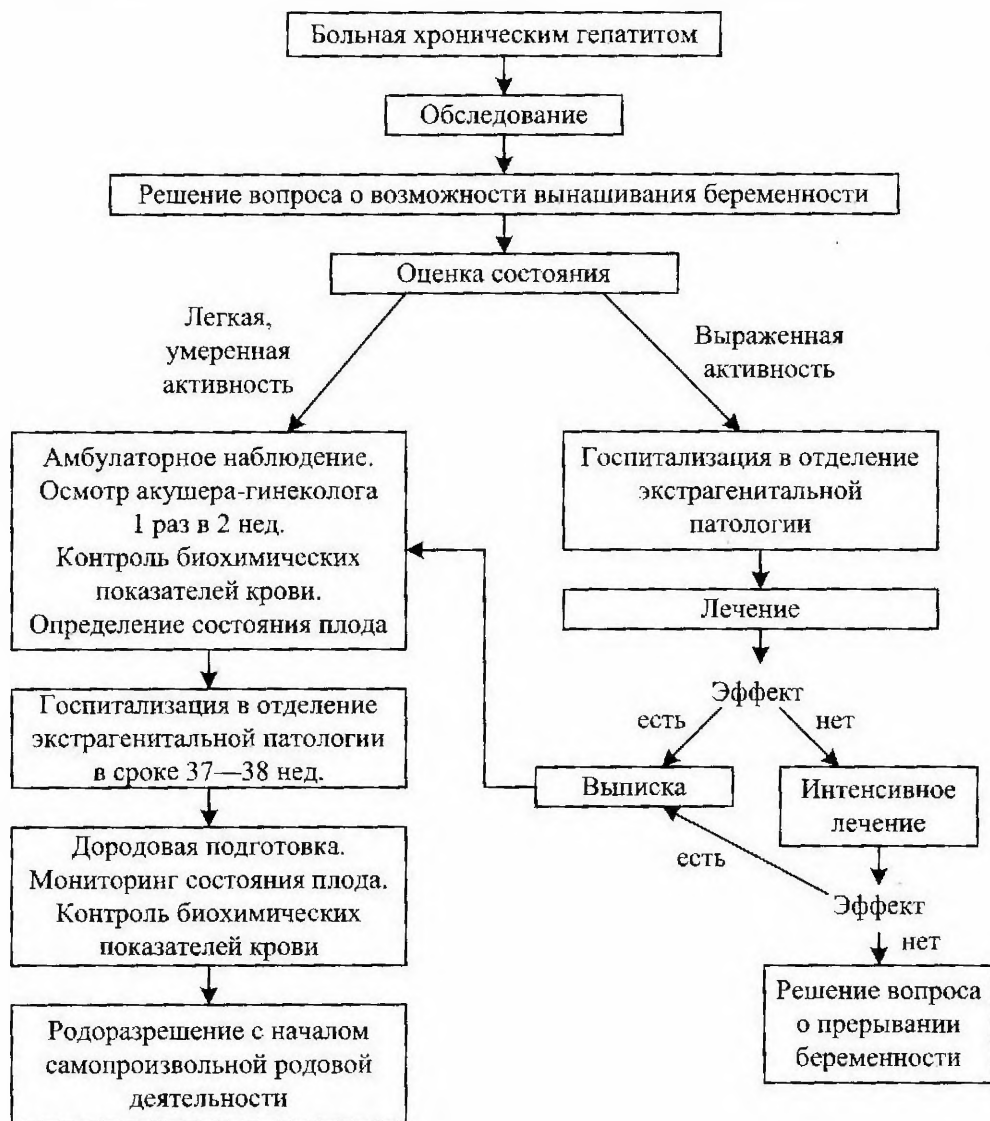 Больная хроническим гепатитом
Обследование
Решение вопроса о возможности вынашивания беременности
Оценка состояния
Легкая,
умеренная
активность
Выраженная
активность
Амбулаторное наблюдение.
Осмотр акушера-гинеколога
1 раз в 2 нед.
Контроль биохимических
показателей крови.
Определение состояния плода
Госпитализация в отделение
экстрагенитальной патологии
в сроке 37—38 нед.
Дородовая подготовка.
Мониторинг состояния плода.
Контроль биохимических
показателей крови
Родоразрешение с началом
самопроизвольной родовой
деятельности
Госпитализация в отделение
экстрагенитальной
патологии
Лечение
Эффект
есть
нет
Выписка
Интенсивное
лечение
есть
Эффект
нет
Решение вопроса
о прерывании
беременности